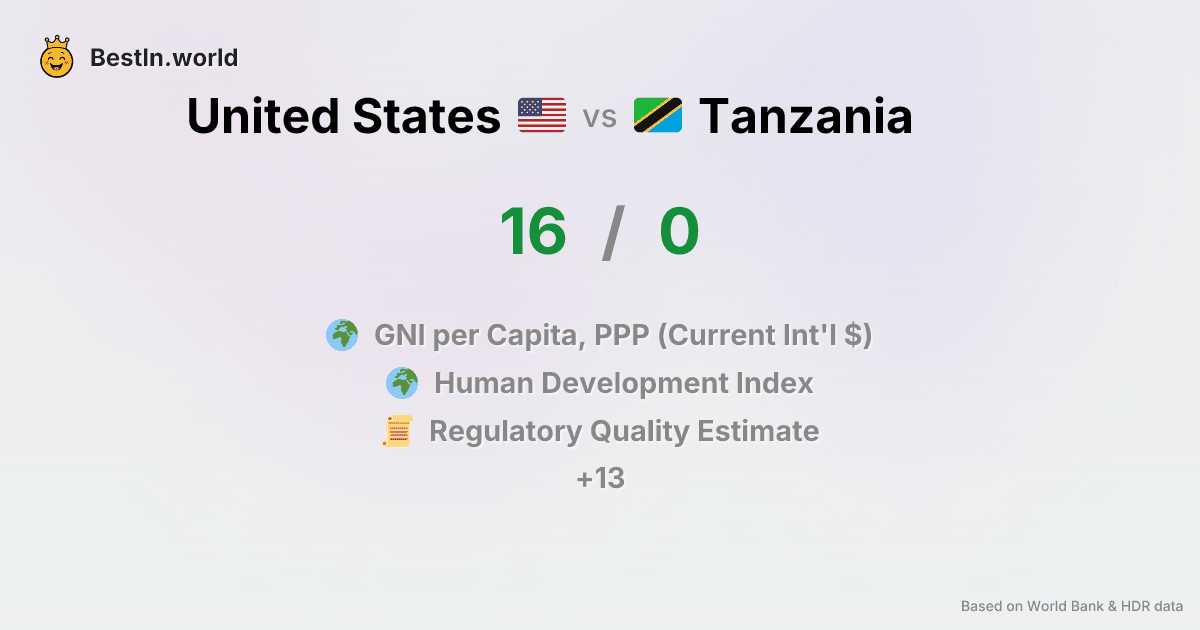 BestIn.world
United States vs Tanzania
16 / 0
GNI per Capita, PPP (Current Int'l $)
Human Development Index
Regulatory Quality Estimate
+13
Based on World Bank & HDR data